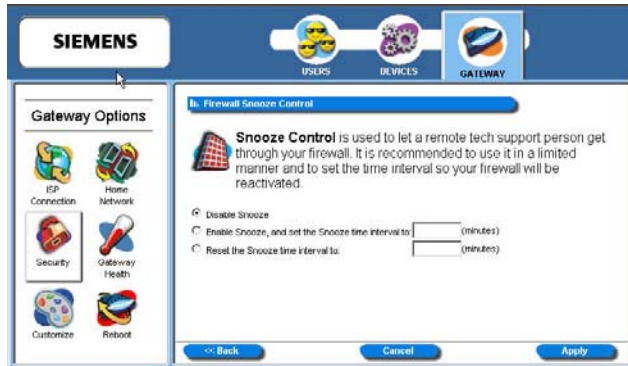 SIEMENS
USERS
DEVICES
GATEWAY
Gateway Options
ISP Connection
Home Network
Security
Gateway Health
Customize
Reboot
b. Firewall Snooze Control
Snooze Control is used to let a remote tech support person get
through your firewall. It is recommended to use it in a limited
manner and to set the time interval so your firewall will be
reactivated.
Disable Snooze
Enable Snooze, and set the Snooze time interval to: (minutes)
Reset the Snooze time interval to: (minutes)
<< Back
Cancel
Apply